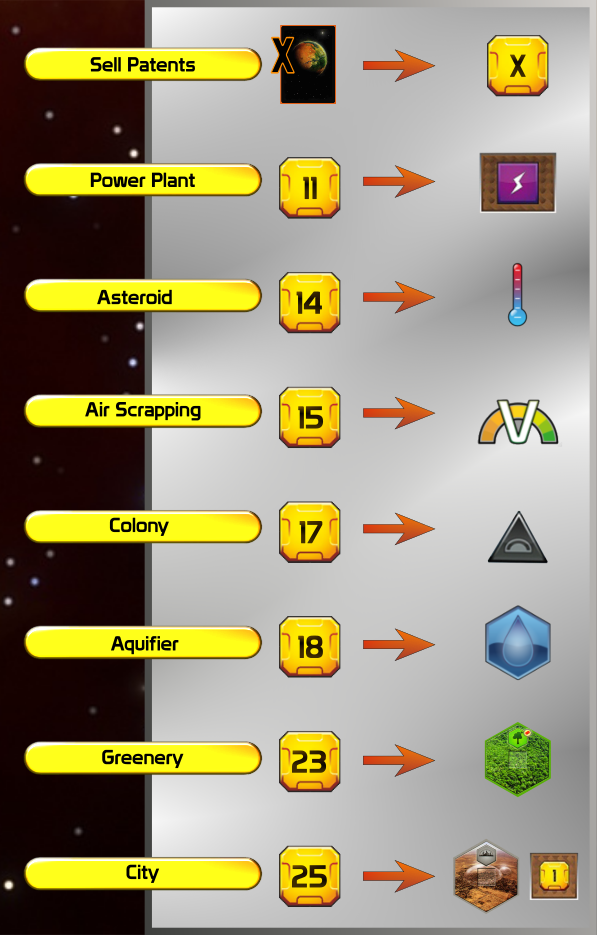 Sell Patents X X
Power Plant 11
Asteroid 14
Air Scrapping 15 V
Colony 17
Aquifier 18
Greenery 23
City 25 1